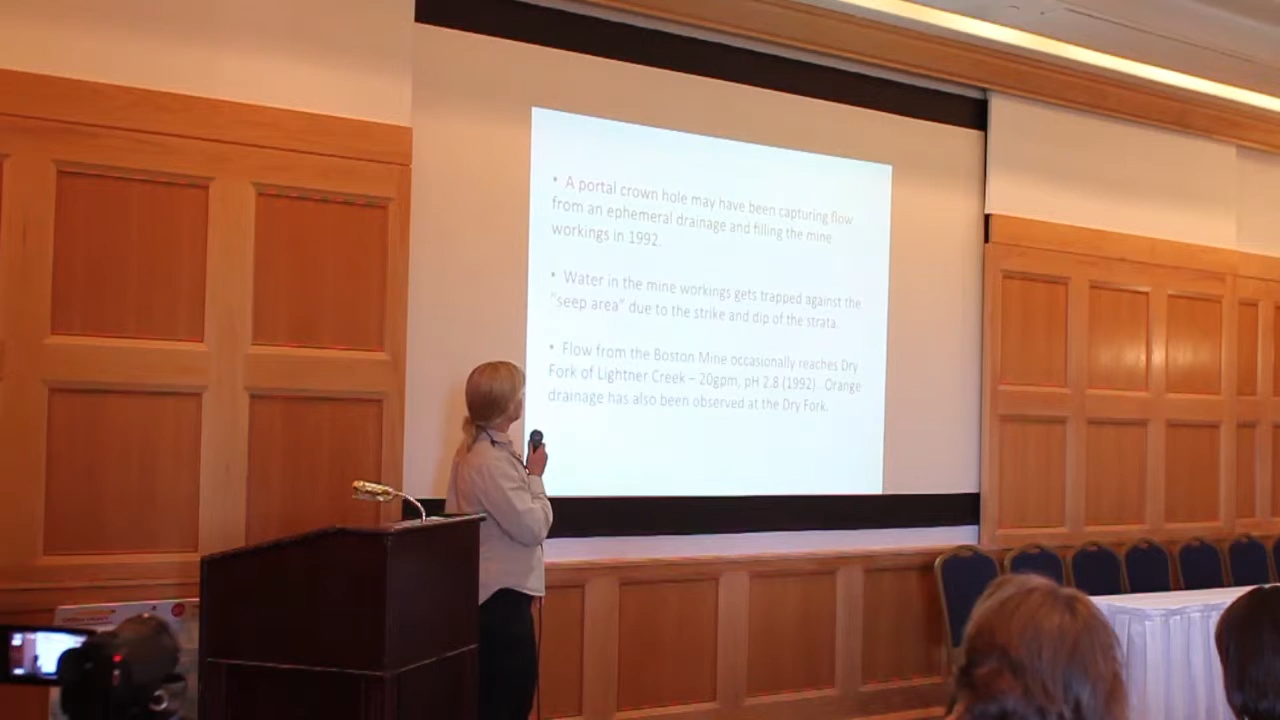 • A portal crown hole may have been capturing flow
from an ephemeral drainage and filling the mine
workings in 1992.
• Water in the mine workings gets trapped against the
"seep area" due to the strike and dip of the strata.
• Flow from the Boston Mine occasionally reaches Dry
Fork of Lightner Creek – 20gpm, pH 2.8 (1992) Orange
drainage has also been observed at the Dry Fork.